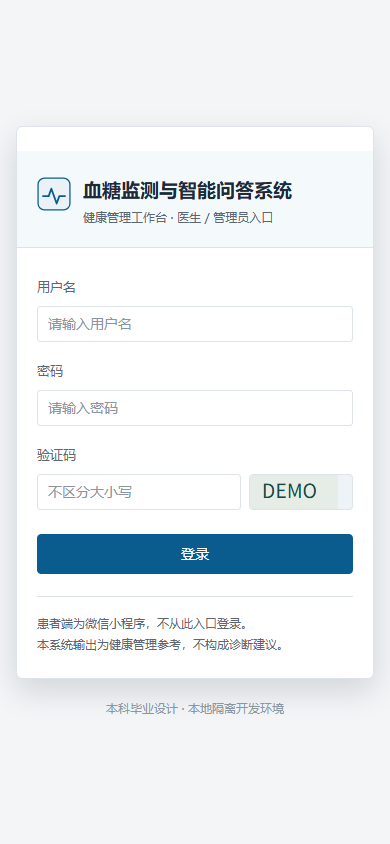 血糖监测与智能问答系统
健康管理工作台 · 医生 / 管理员入口
用户名
请输入用户名
密码
请输入密码
验证码
不区分大小写
DEMO
登录
患者端为微信小程序，不从此入口登录。
本系统输出为健康管理参考，不构成诊断建议。
本科毕业设计 · 本地隔离开发环境